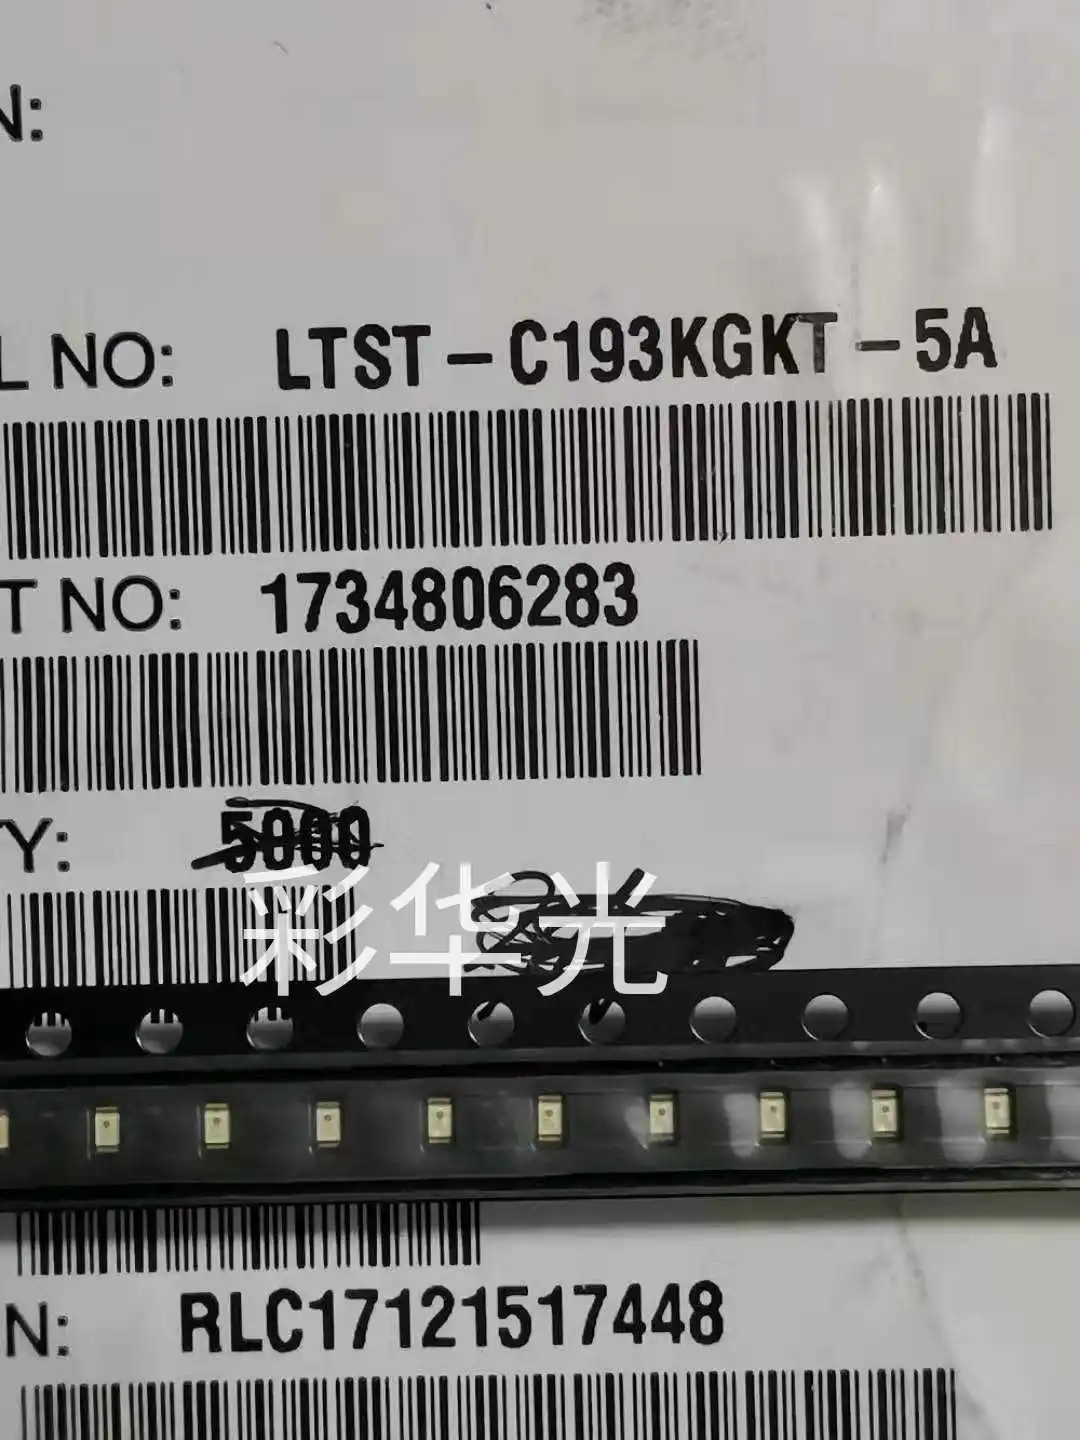 N:
L NO: LTST-C193KGKT-5A
T NO: 1734806283
Y: 5000
彩华光
N: RLC17121517448